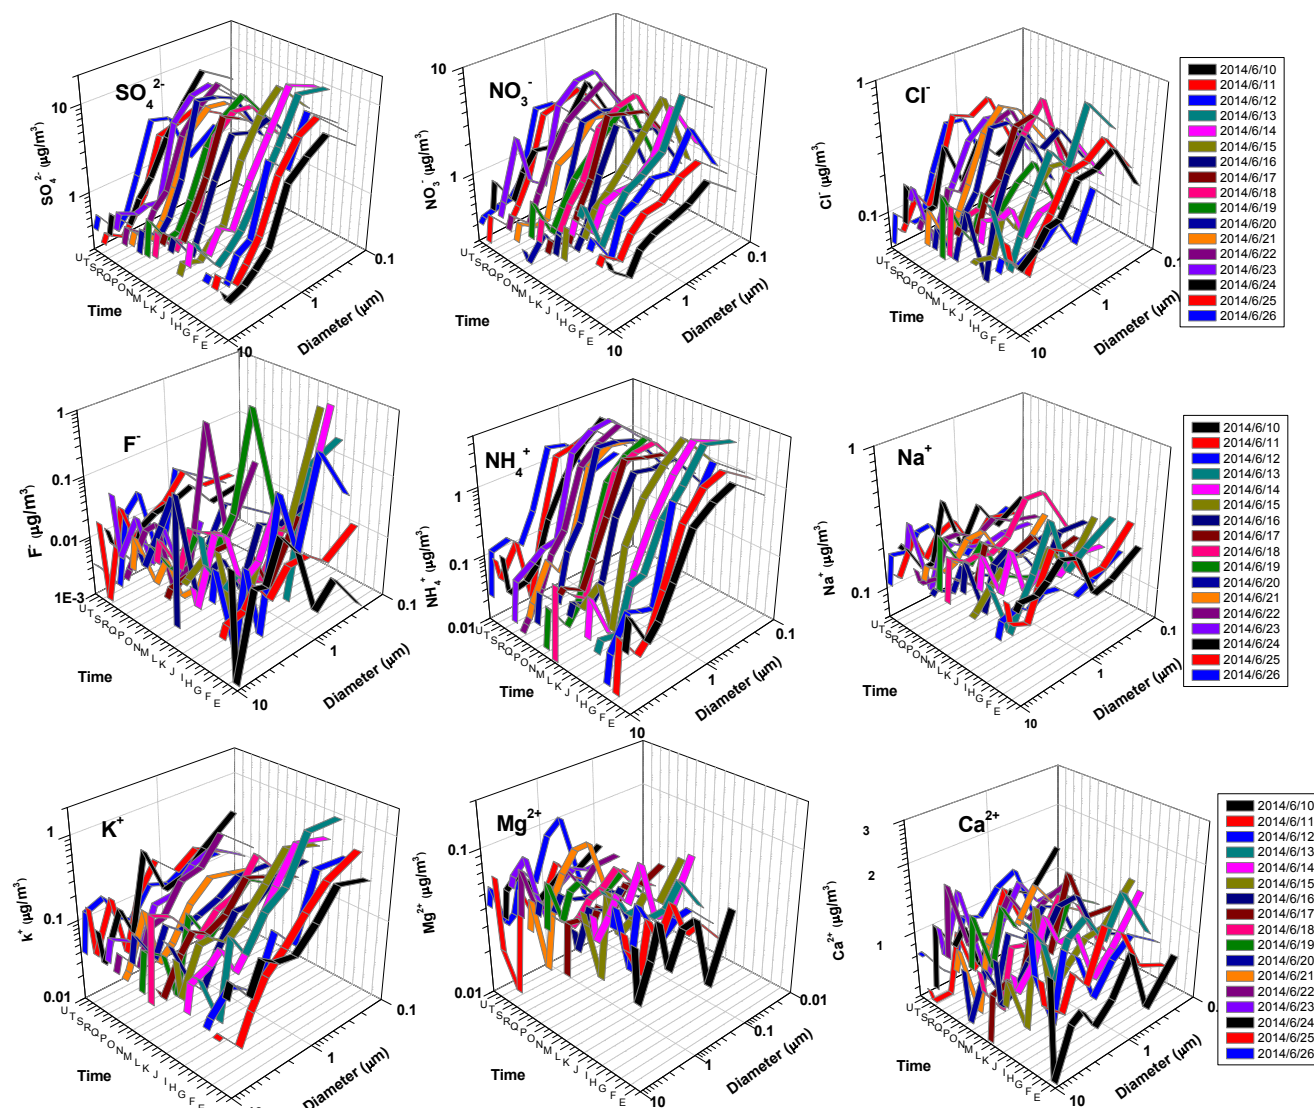 SO₄²⁻
SO₄²⁻ (µg/m³)
10
1
UTSRQPONMLKJIHGFE
Time
10
1
0.1
Diameter (µm)
NO₃⁻
NO₃⁻ (µg/m³)
10
1
UTSRQPONMLKJIHGFE
Time
10
1
0.1
Diameter (µm)
Cl⁻
Cl⁻ (µg/m³)
1
0.1
UTSRQPONMLKJIHGFE
Time
10
1
0.1
Diameter (µm)
2014/6/10
2014/6/11
2014/6/12
2014/6/13
2014/6/14
2014/6/15
2014/6/16
2014/6/17
2014/6/18
2014/6/19
2014/6/20
2014/6/21
2014/6/22
2014/6/23
2014/6/24
2014/6/25
2014/6/26
F⁻
F⁻ (µg/m³)
1
0.1
0.01
1E-3
UTSRQPONMLKJIHGFE
Time
10
1
0.1
Diameter (µm)
NH₄⁺
NH₄⁺ (µg/m³)
1
0.1
0.01
UTSRQPONMLKJIHGFE
Time
10
1
0.1
Diameter (µm)
Na⁺
Na⁺ (µg/m³)
1
0.1
UTSRQPONMLKJIHGFE
Time
10
1
0.1
Diameter (µm)
2014/6/10
2014/6/11
2014/6/12
2014/6/13
2014/6/14
2014/6/15
2014/6/16
2014/6/17
2014/6/18
2014/6/19
2014/6/20
2014/6/21
2014/6/22
2014/6/23
2014/6/24
2014/6/25
2014/6/26
K⁺
k⁺ (µg/m³)
1
0.1
0.01
UTSRQPONMLKJIHGFE
Time
10
1
0.1
Diameter (µm)
Mg²⁺
Mg²⁺ (µg/m³)
0.1
0.01
UTSRQPONMLKJIHGFE
Time
10
1
0.1
0.01
Diameter (µm)
Ca²⁺
Ca²⁺ (µg/m³)
3
2
1
UTSRQPONMLKJIHGFE
Time
10
1
Diameter (µm)
2014/6/10
2014/6/11
2014/6/12
2014/6/13
2014/6/14
2014/6/15
2014/6/16
2014/6/17
2014/6/18
2014/6/19
2014/6/20
2014/6/21
2014/6/22
2014/6/23
2014/6/24
2014/6/25
2014/6/26